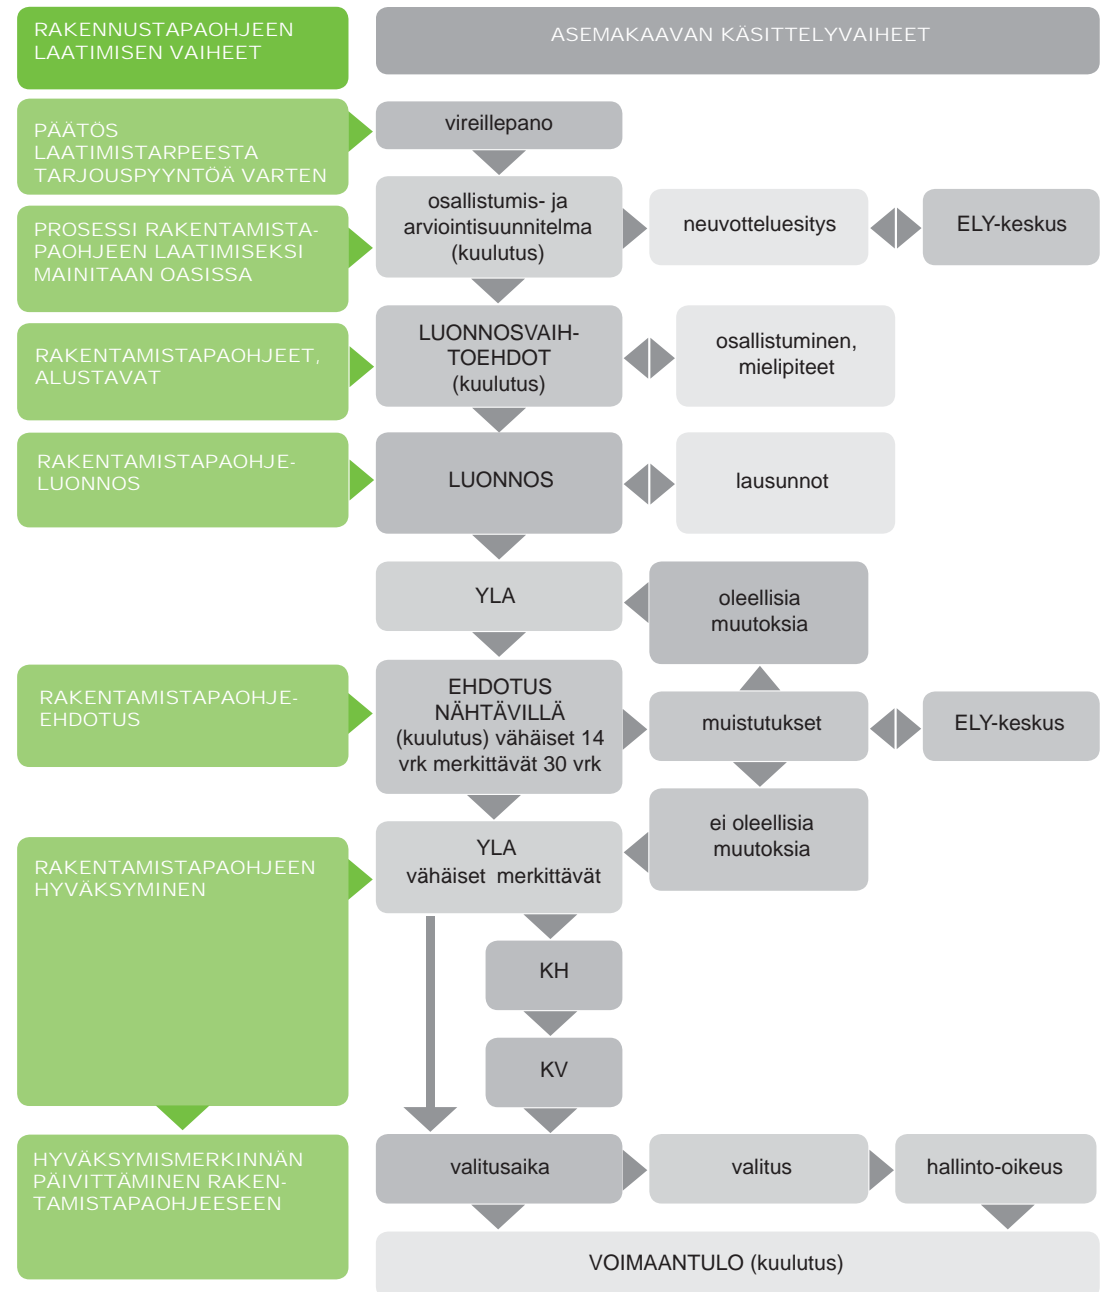 RAKENNUSTAPAOHJEEN
LAATIMISEN VAIHEET
ASEMAKAAVAN KÄSITTELYVAIHEET
PÄÄTÖS
LAATIMISTARPEESTA
TARJOUSPYYNTÖÄ VARTEN
vireillepano
PROSESSI RAKENTAMISTA-
PAOHJEEN LAATIMISEKSI
MAINITAAN OASISSA
osallistumis- ja
arviointisuunnitelma
(kuulutus)
neuvotteluesitys
ELY-keskus
RAKENTAMISTAPAOHJEET,
ALUSTAVAT
LUONNOSVAIH-
TOEHDOT
(kuulutus)
osallistuminen,
mielipiteet
RAKENTAMISTAPAOHJE-
LUONNOS
LUONNOS
lausunnot
YLA
oleellisia
muutoksia
RAKENTAMISTAPAOHJE-
EHDOTUS
EHDOTUS
NÄHTÄVILLÄ
(kuulutus) vähäiset 14
vrk merkittävät 30 vrk
muistutukset
ELY-keskus
ei oleellisia
muutoksia
RAKENTAMISTAPAOHJEEN
HYVÄKSYMINEN
YLA
vähäiset merkittävät
KH
KV
HYVÄKSYMISMERKINNÄN
PÄIVITTÄMINEN RAKEN-
TAMISTAPAOHJEESEEN
valitusaika
valitus
hallinto-oikeus
VOIMAANTULO (kuulutus)